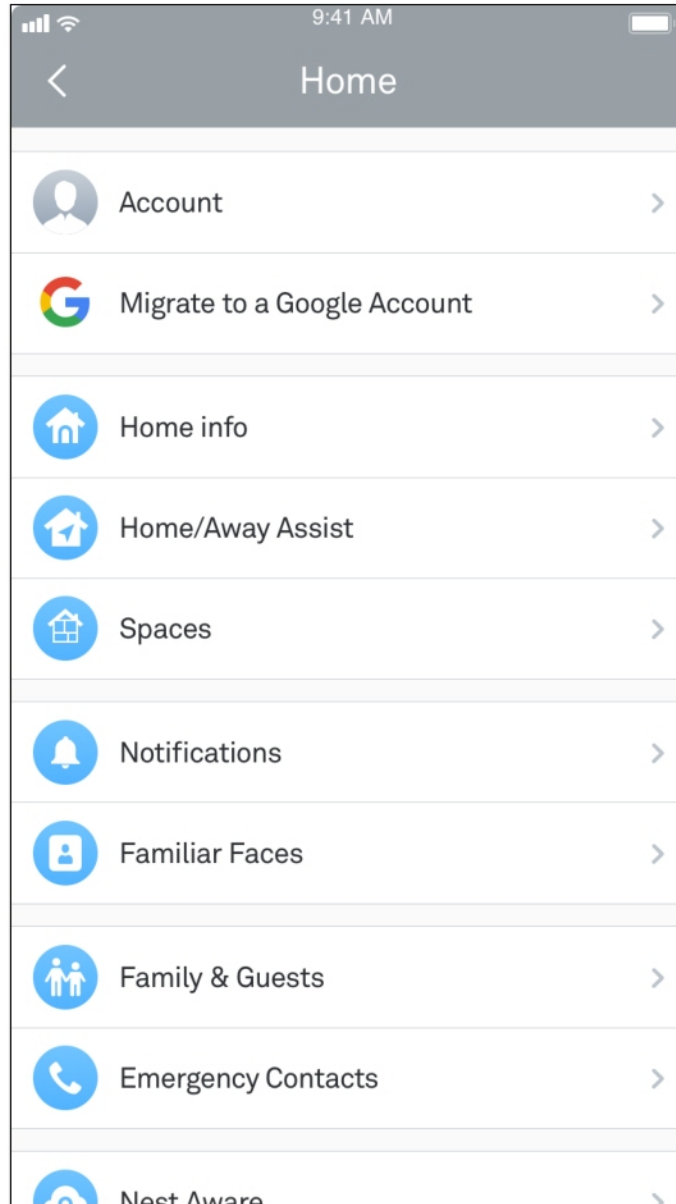 9:41 AM
Home
Account
Migrate to a Google Account
Home info
Home/Away Assist
Spaces
Notifications
Familiar Faces
Family & Guests
Emergency Contacts
Nest Aware